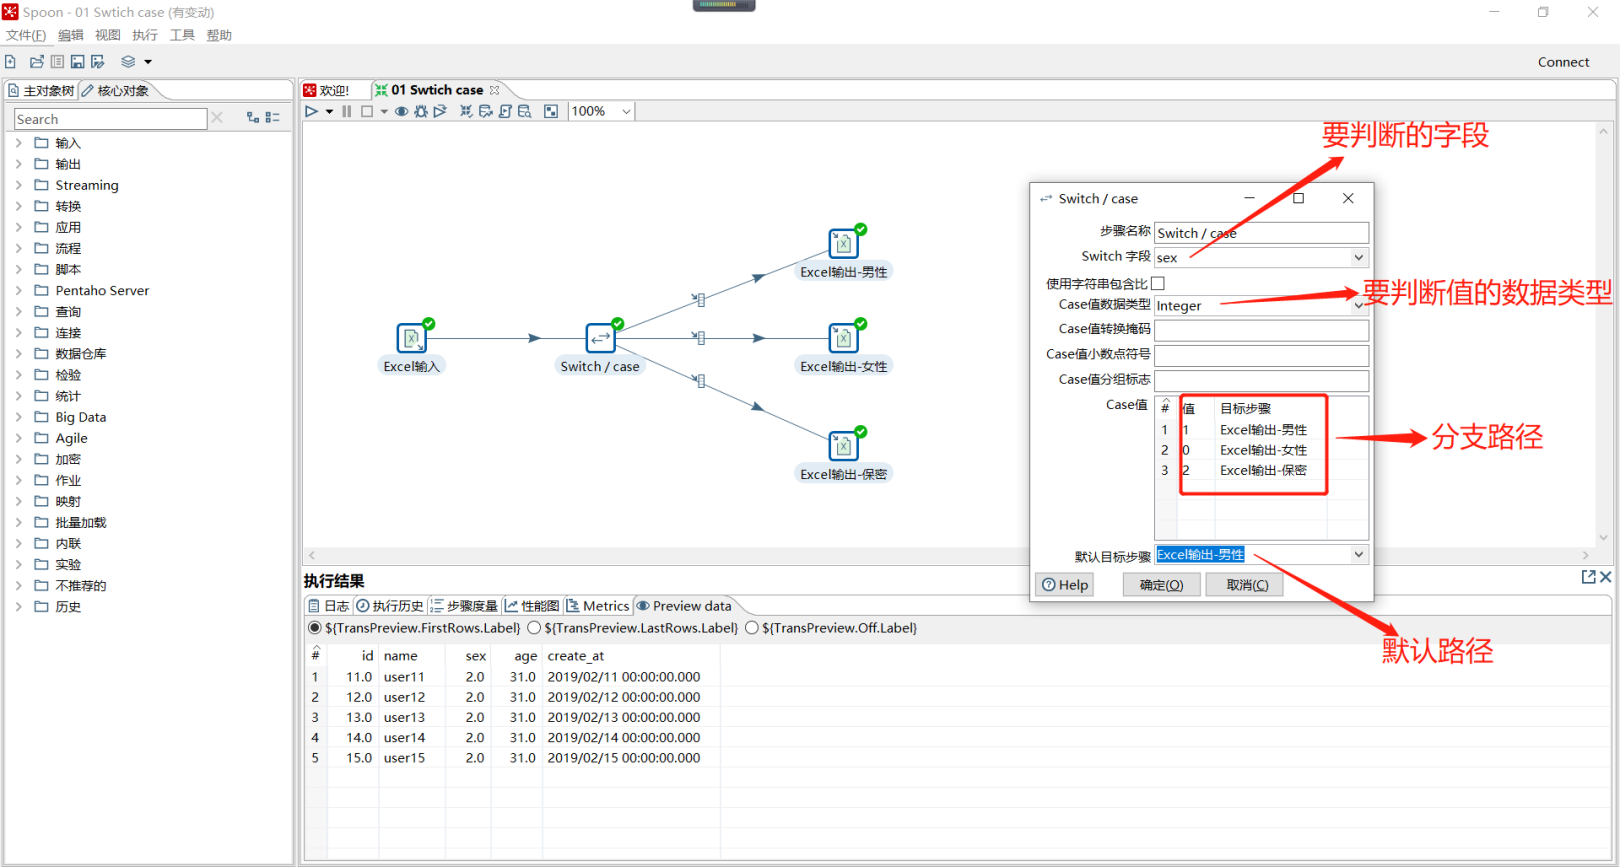 Spoon - 01 Swtich case (有变动)
文件(F) 编辑 视图 执行 工具 帮助
Connect
主对象树 核心对象
Search
输入
输出
Streaming
转换
应用
流程
脚本
Pentaho Server
查询
连接
数据仓库
检验
统计
Big Data
Agile
加密
作业
映射
批量加载
内联
实验
不推荐的
历史
欢迎! 01 Swtich case
100%
Excel输入
Switch / case
Excel输出-男性
Excel输出-女性
Excel输出-保密
要判断的字段
Switch / case
步骤名称 Switch / case
Switch 字段 sex
使用字符串包含比
Case值数据类型 Integer
要判断值的数据类型
Case值转换掩码
Case值小数点符号
Case值分组标志
Case值
# 值 目标步骤
1 1 Excel输出-男性
2 0 Excel输出-女性
3 2 Excel输出-保密
分支路径
默认目标步骤 Excel输出-男性
Help 确定(O) 取消(C)
默认路径
执行结果
日志 执行历史 步骤度量 性能图 Metrics Preview data
${TransPreview.FirstRows.Label} ${TransPreview.LastRows.Label} ${TransPreview.Off.Label}
# id name sex age create_at
1 11.0 user11 2.0 31.0 2019/02/11 00:00:00.000
2 12.0 user12 2.0 31.0 2019/02/12 00:00:00.000
3 13.0 user13 2.0 31.0 2019/02/13 00:00:00.000
4 14.0 user14 2.0 31.0 2019/02/14 00:00:00.000
5 15.0 user15 2.0 31.0 2019/02/15 00:00:00.000